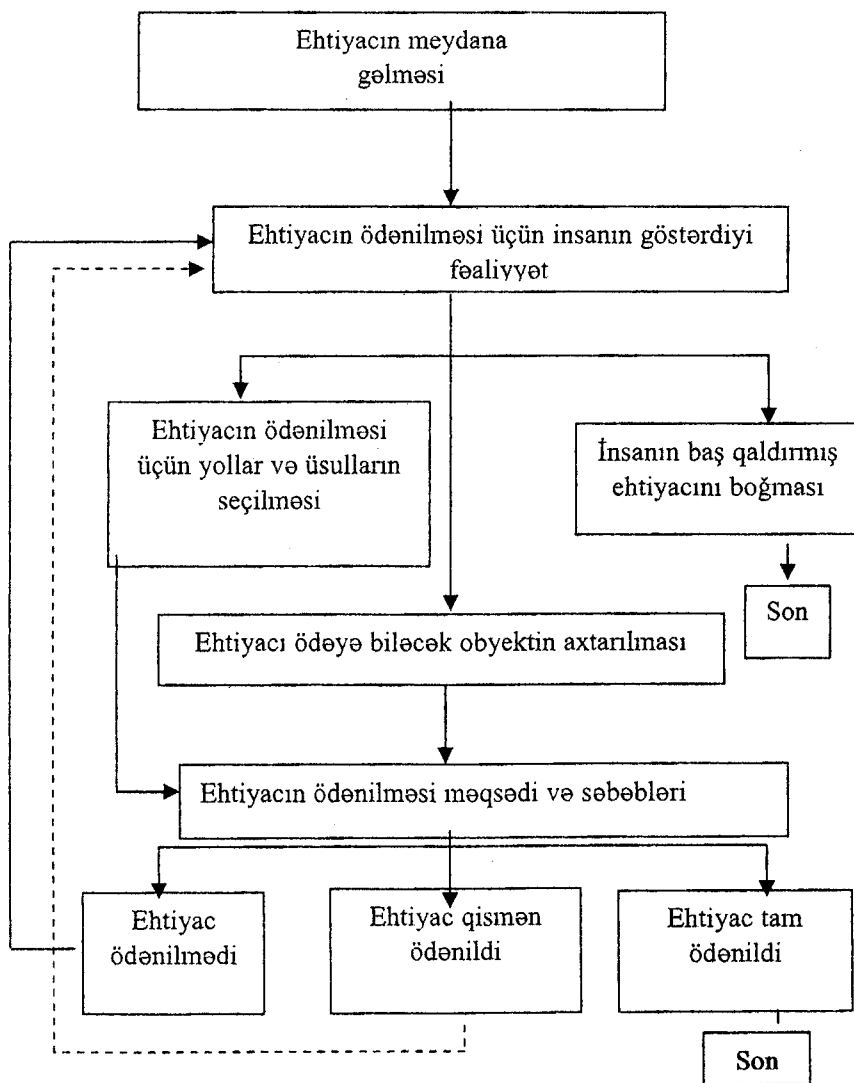 Ehtiyacın meydana
gəlməsi
Ehtiyacın ödənilməsi üçün insanın göstərdiyi
fəaliyyət
Ehtiyacın ödənilməsi
üçün yollar və üsulların
seçilməsi
İnsanın baş qaldırmış
ehtiyacını boğması
Son
Ehtiyacı ödəyə biləcək obyektin axtarılması
Ehtiyacın ödənilməsi məqsədi və səbəbləri
Ehtiyac
ödənilmədi
Ehtiyac qismən
ödənildi
Ehtiyac tam
ödənildi
Son